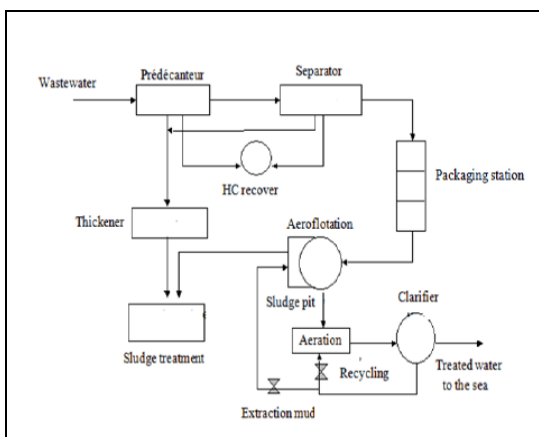 Prédécanteur
Separator
Wastewater
HC recover
Packaging station
Thickener
Aeroflotation
Sludge pit
Clarifier
Aeration
Sludge treatment
Recycling
Treated water
to the sea
Extraction mud